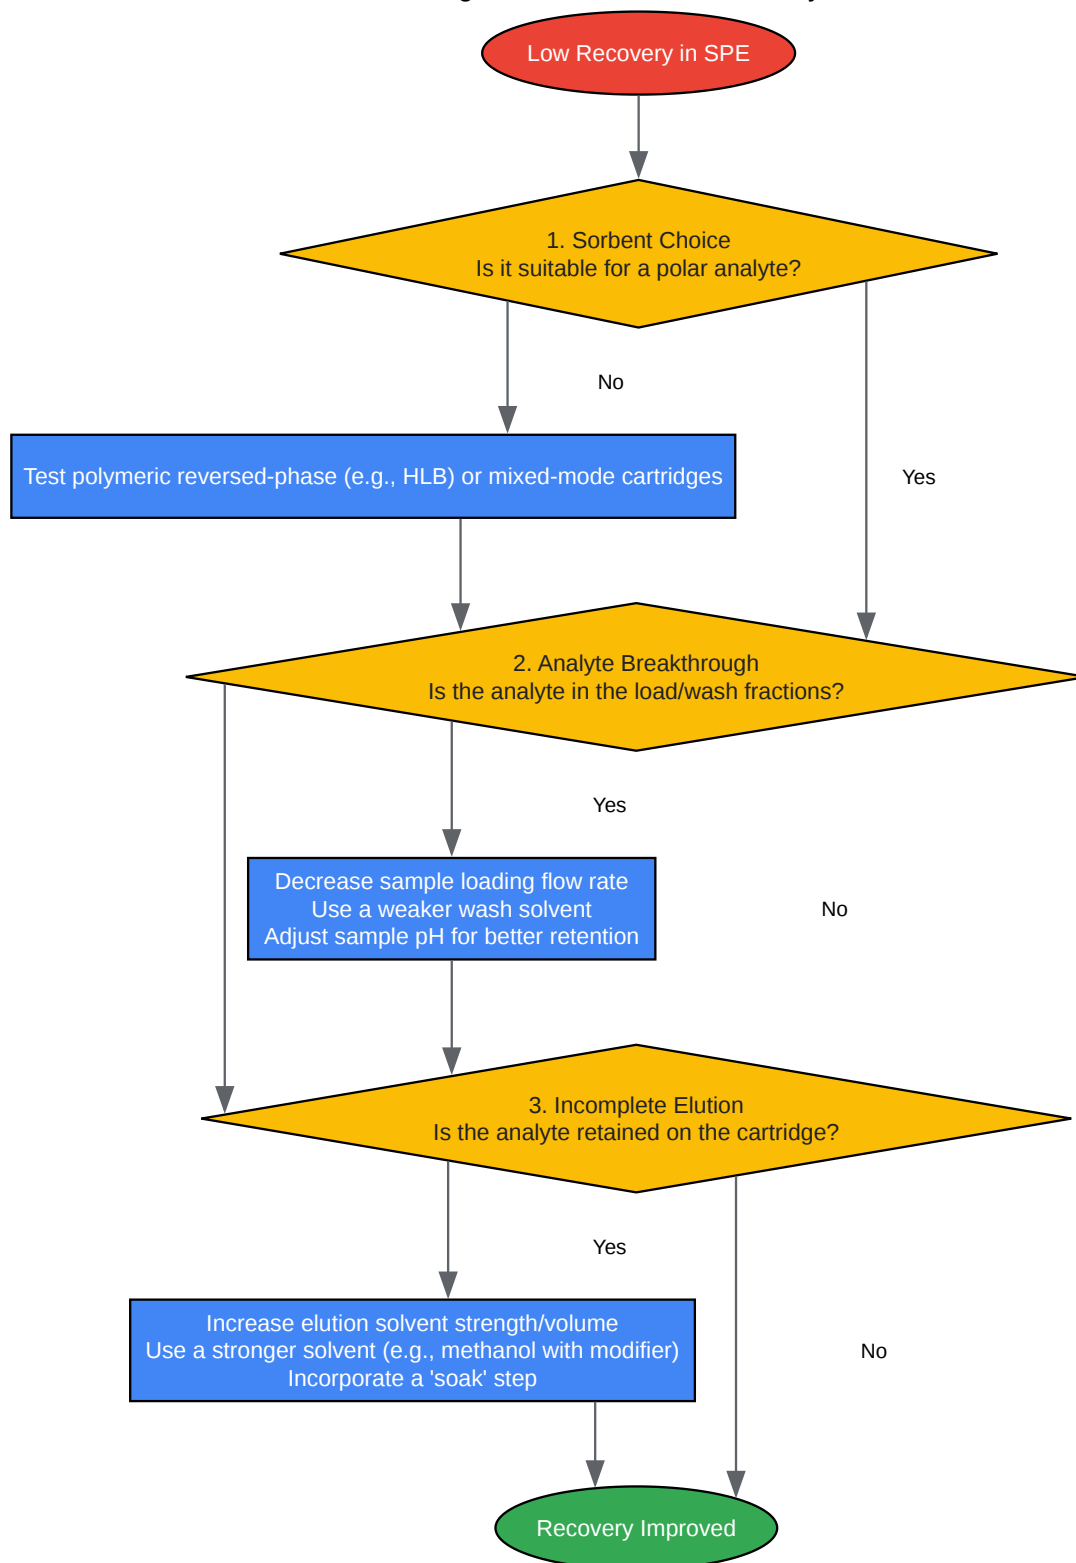 Low Recovery in SPE
1. Sorbent Choice
Is it suitable for a polar analyte?
No
Test polymeric reversed-phase (e.g., HLB) or mixed-mode cartridges
Yes
2. Analyte Breakthrough
Is the analyte in the load/wash fractions?
Yes
Decrease sample loading flow rate
Use a weaker wash solvent
Adjust sample pH for better retention
No
3. Incomplete Elution
Is the analyte retained on the cartridge?
Yes
Increase elution solvent strength/volume
Use a stronger solvent (e.g., methanol with modifier)
Incorporate a 'soak' step
No
Recovery Improved